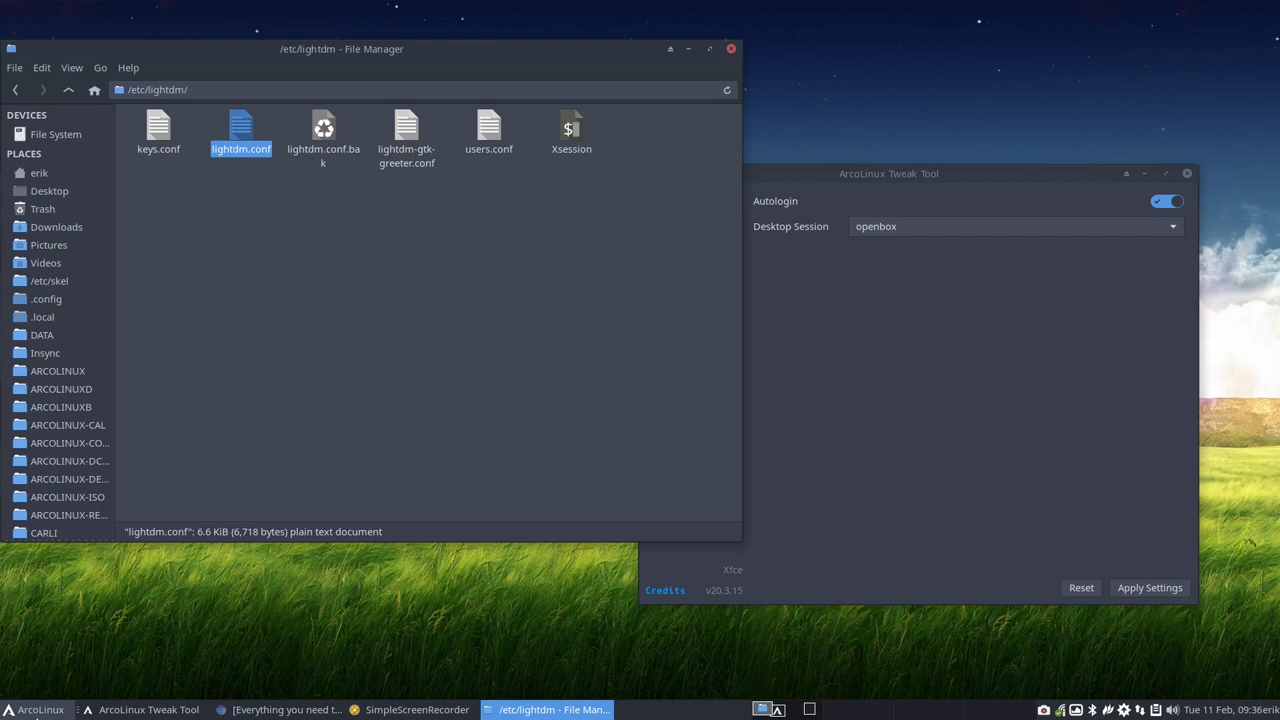 /etc/lightdm - File Manager
File Edit View Go Help
/etc/lightdm/
DEVICES
File System
PLACES
erik
Desktop
Trash
Downloads
Pictures
Videos
/etc/skel
.config
.local
DATA
Insync
ARCOLINUX
ARCOLINUXD
ARCOLINUXB
ARCOLINUX-CAL
ARCOLINUX-CO...
ARCOLINUX-DC...
ARCOLINUX-DE...
ARCOLINUX-ISO
ARCOLINUX-RE...
CARLI
keys.conf
lightdm.conf
lightdm.conf.ba
k
lightdm-gtk-
greeter.conf
users.conf
Xsession
"lightdm.conf": 6.6 KiB (6,718 bytes) plain text document
ArcoLinux Tweak Tool
Autologin
Desktop Session openbox
Xfce
Credits v20.3.15
Reset Apply Settings
ArcoLinux
ArcoLinux Tweak Tool
[Everything you need t...
SimpleScreenRecorder
/etc/lightdm - File Man...
Tue 11 Feb, 09:36 erik